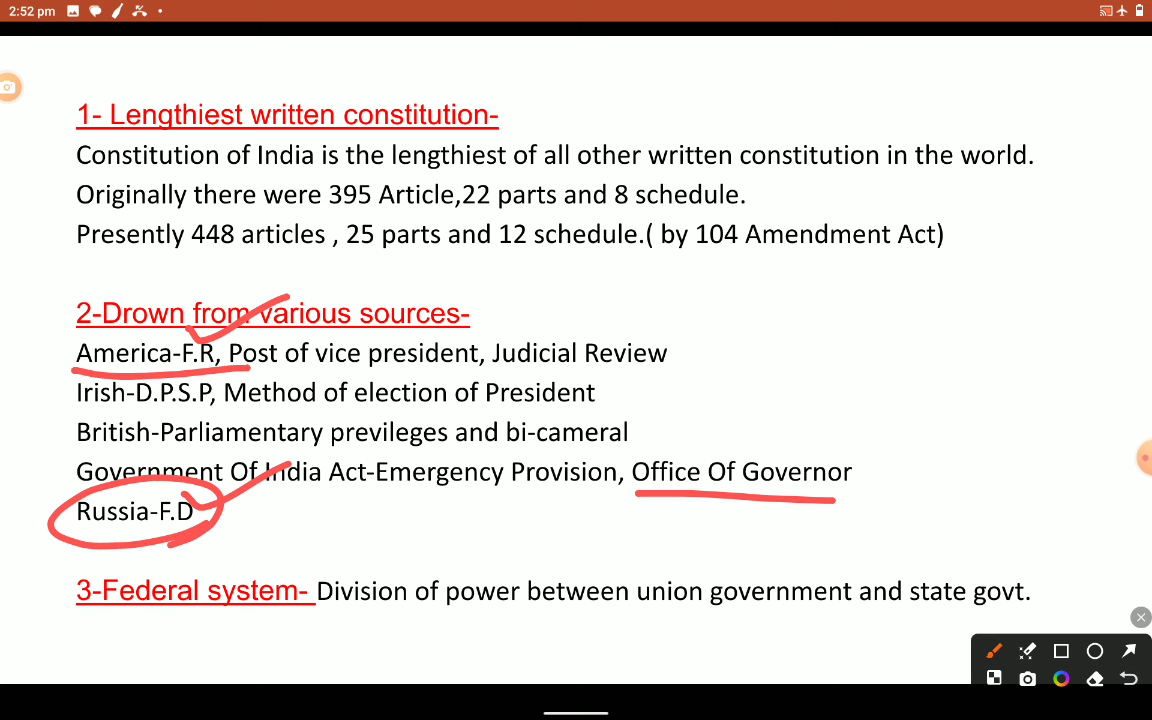 2:52 pm
1- Lengthiest written constitution-
Constitution of India is the lengthiest of all other written constitution in the world.
Originally there were 395 Article,22 parts and 8 schedule.
Presently 448 articles , 25 parts and 12 schedule.( by 104 Amendment Act)
2-Drown from various sources-
America-F.R, Post of vice president, Judicial Review
Irish-D.P.S.P, Method of election of President
British-Parliamentary previleges and bi-cameral
Government Of India Act-Emergency Provision, Office Of Governor
Russia-F.D
3-Federal system- Division of power between union government and state govt.